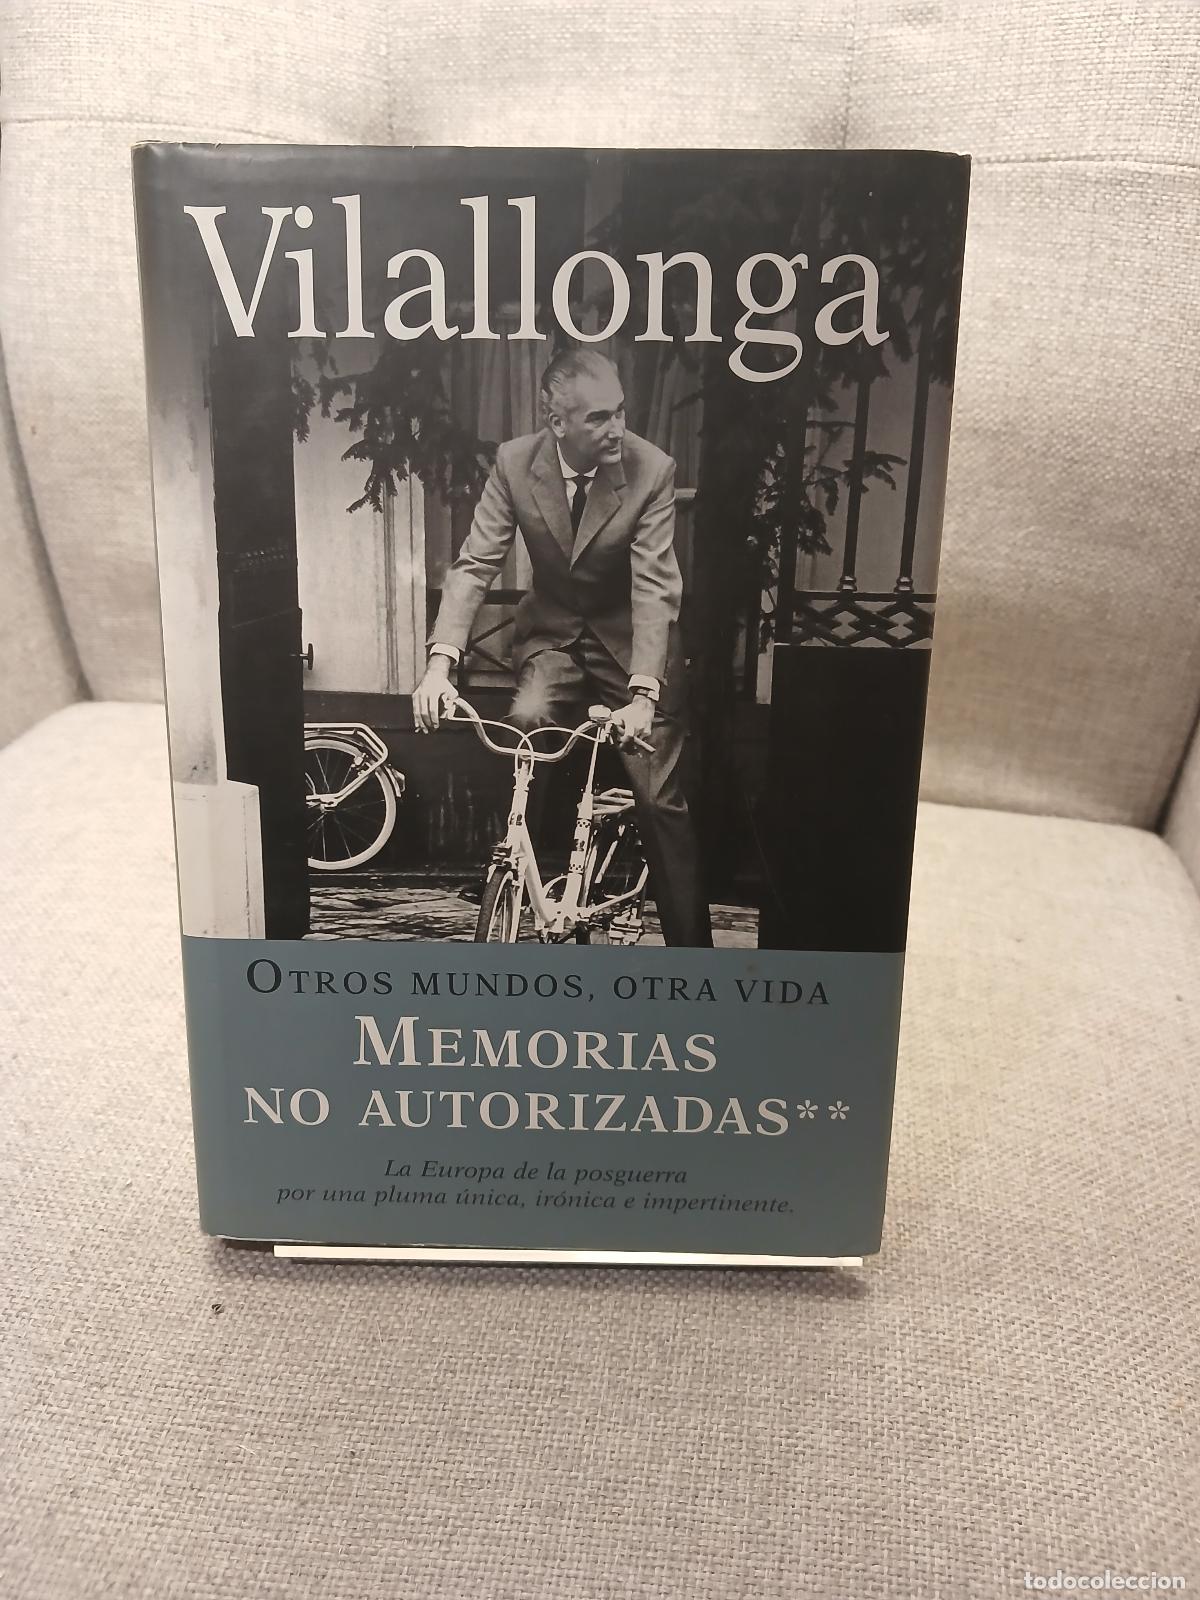 Vilallonga
OTROS MUNDOS, OTRA VIDA
MEMORIAS
NO AUTORIZADAS**
La Europa de la posguerra
por una pluma única, irónica e impertinente.
todocoleccion